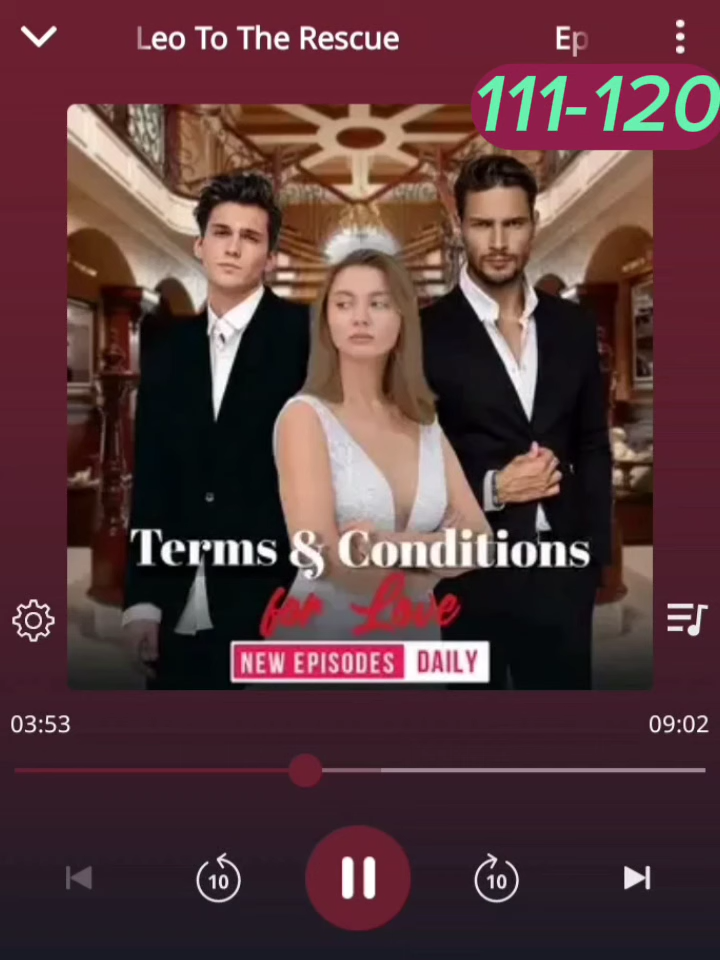 Leo To The Rescue Ep
111-120
Terms & Conditions
for Love
NEW EPISODES DAILY
03:53
09:02
10
10